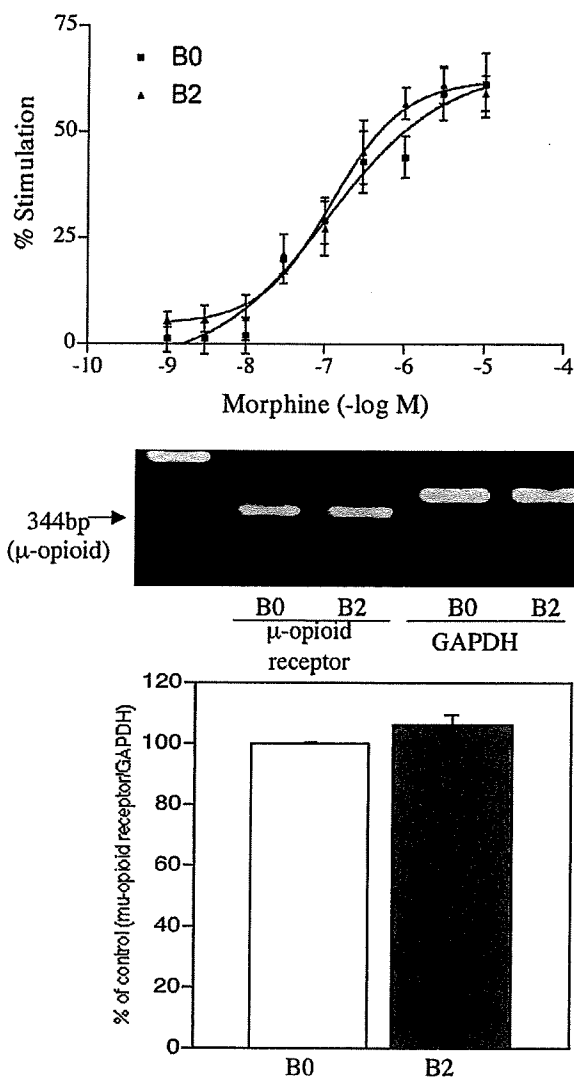 75
B0
B2
50
% Stimulation
25
0
-10 -9 -8 -7 -6 -5 -4
Morphine (-log M)
344bp
(μ-opioid)
B0 B2 B0 B2
μ-opioid receptor GAPDH
120
100
80
60
40
20
0
% of control (mu-opioid receptor/GAPDH)
B0 B2